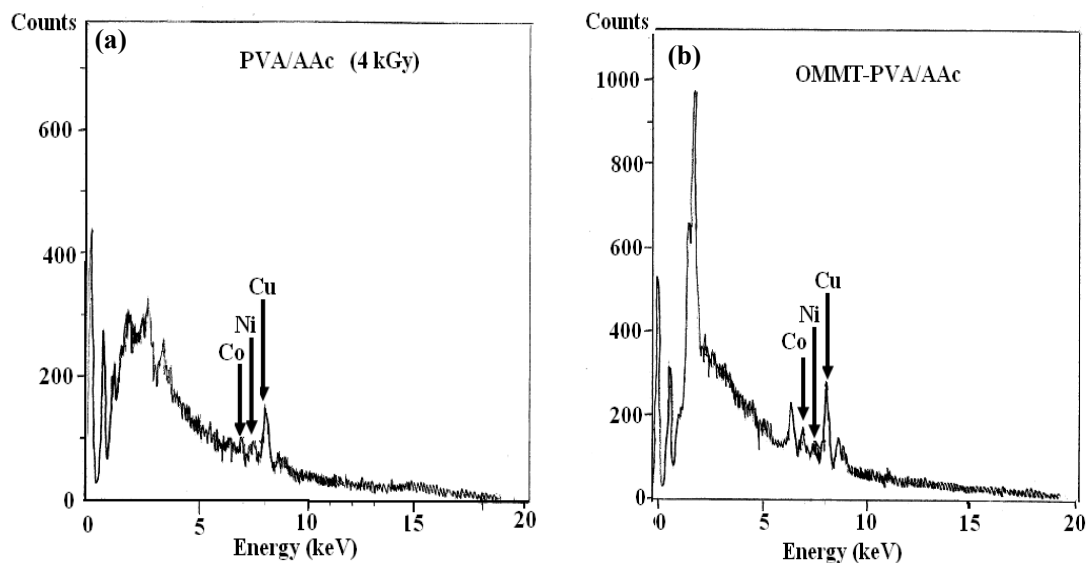 Counts
(a)
PVA/AAc (4 kGy)
600
400
200
0
Cu
Ni
Co
0 5 10 15 20
Energy (keV)
Counts
(b)
OMMT-PVA/AAc
1000
800
600
400
200
0
Cu
Ni
Co
0 5 10 15 20
Energy (keV)